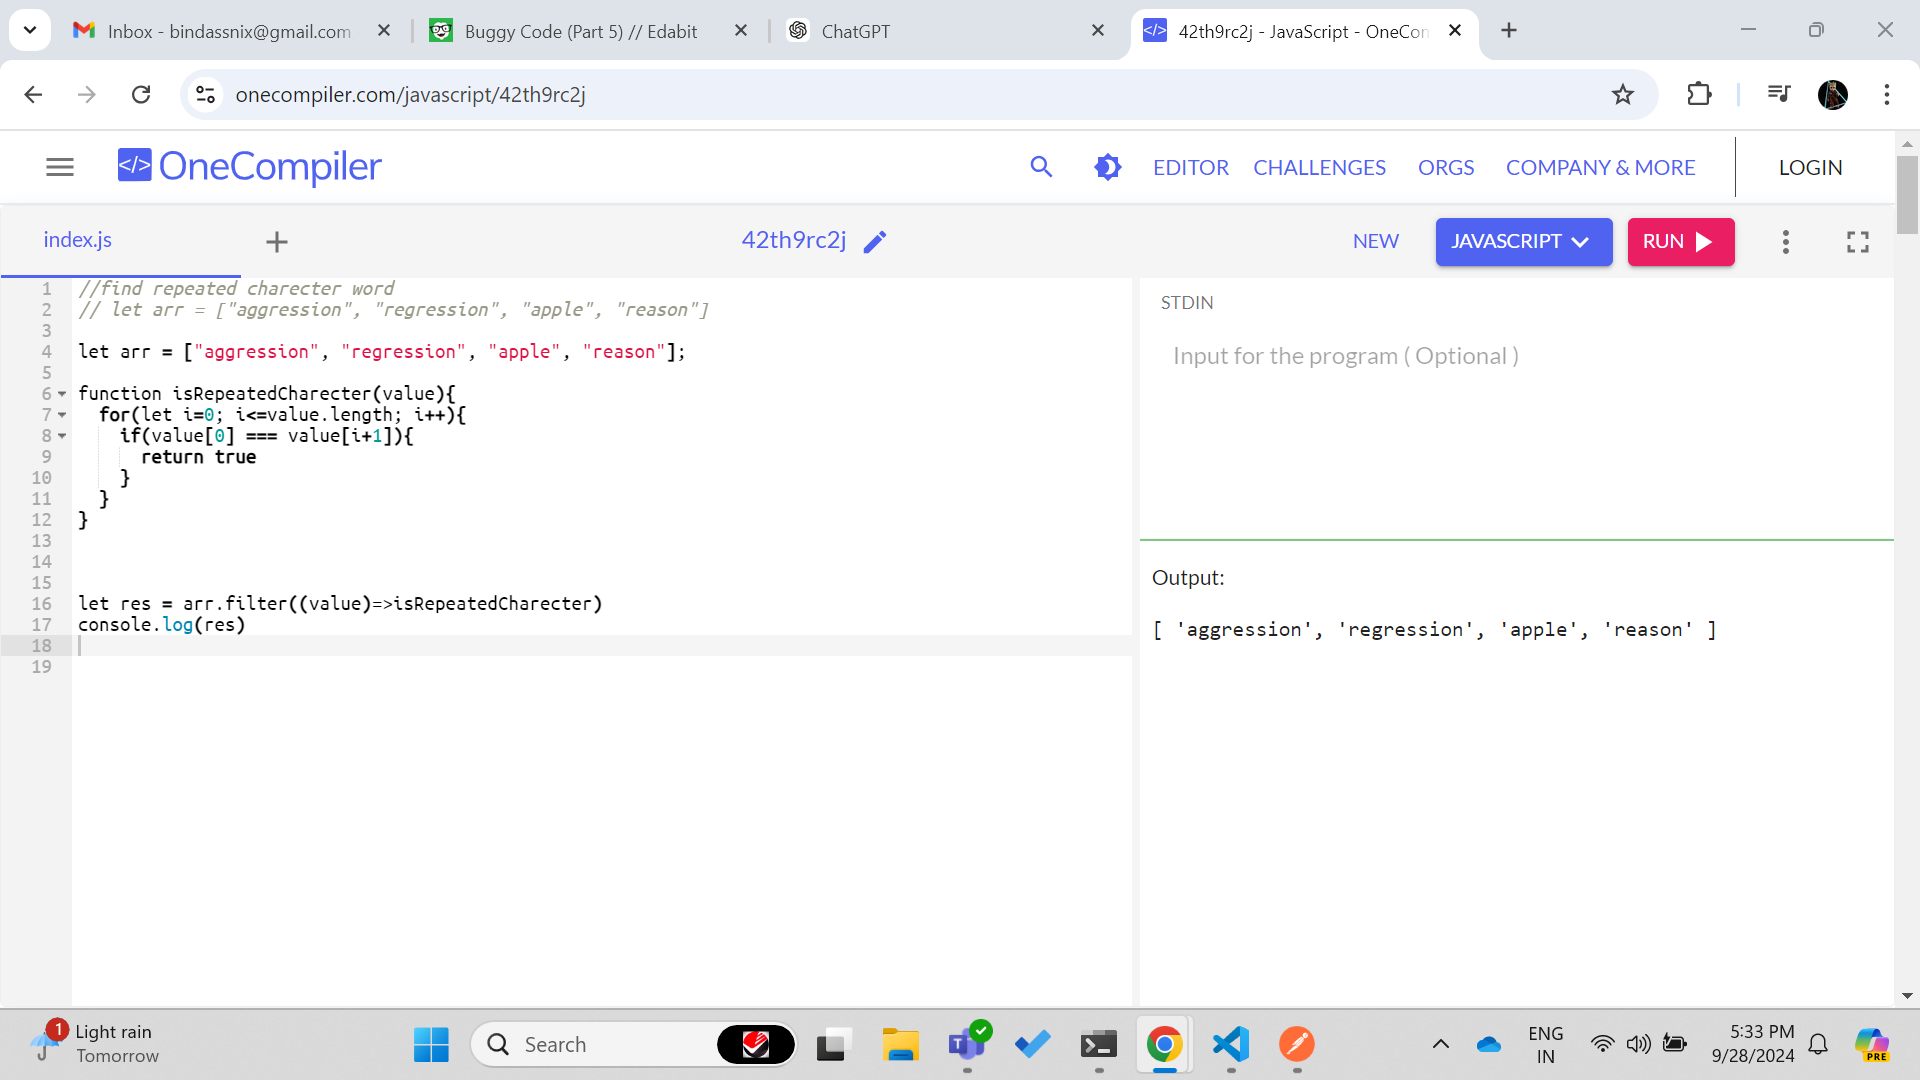 Inbox - bindassnix@gmail.com
Buggy Code (Part 5) // Edabit
ChatGPT
</> 42th9rc2j - JavaScript - OneCom
onecompiler.com/javascript/42th9rc2j
</> OneCompiler
EDITOR CHALLENGES ORGS COMPANY & MORE LOGIN
index.js
42th9rc2j
NEW JAVASCRIPT RUN
1 //find repeated charecter word
2 // let arr = ["aggression", "regression", "apple", "reason"]
3
4 let arr = ["aggression", "regression", "apple", "reason"];
5
6 function isRepeatedCharecter(value){
7 for(let i=0; i<=value.length; i++){
8 if(value[0] === value[i+1]){
9 return true
10 }
11 }
12 }
13
14
15
16 let res = arr.filter((value)=>isRepeatedCharecter)
17 console.log(res)
18
19
STDIN
Input for the program ( Optional )
Output:
[ 'aggression', 'regression', 'apple', 'reason' ]
1
Light rain
Tomorrow
Search
T
ENG
IN
5:33 PM
9/28/2024
PRE